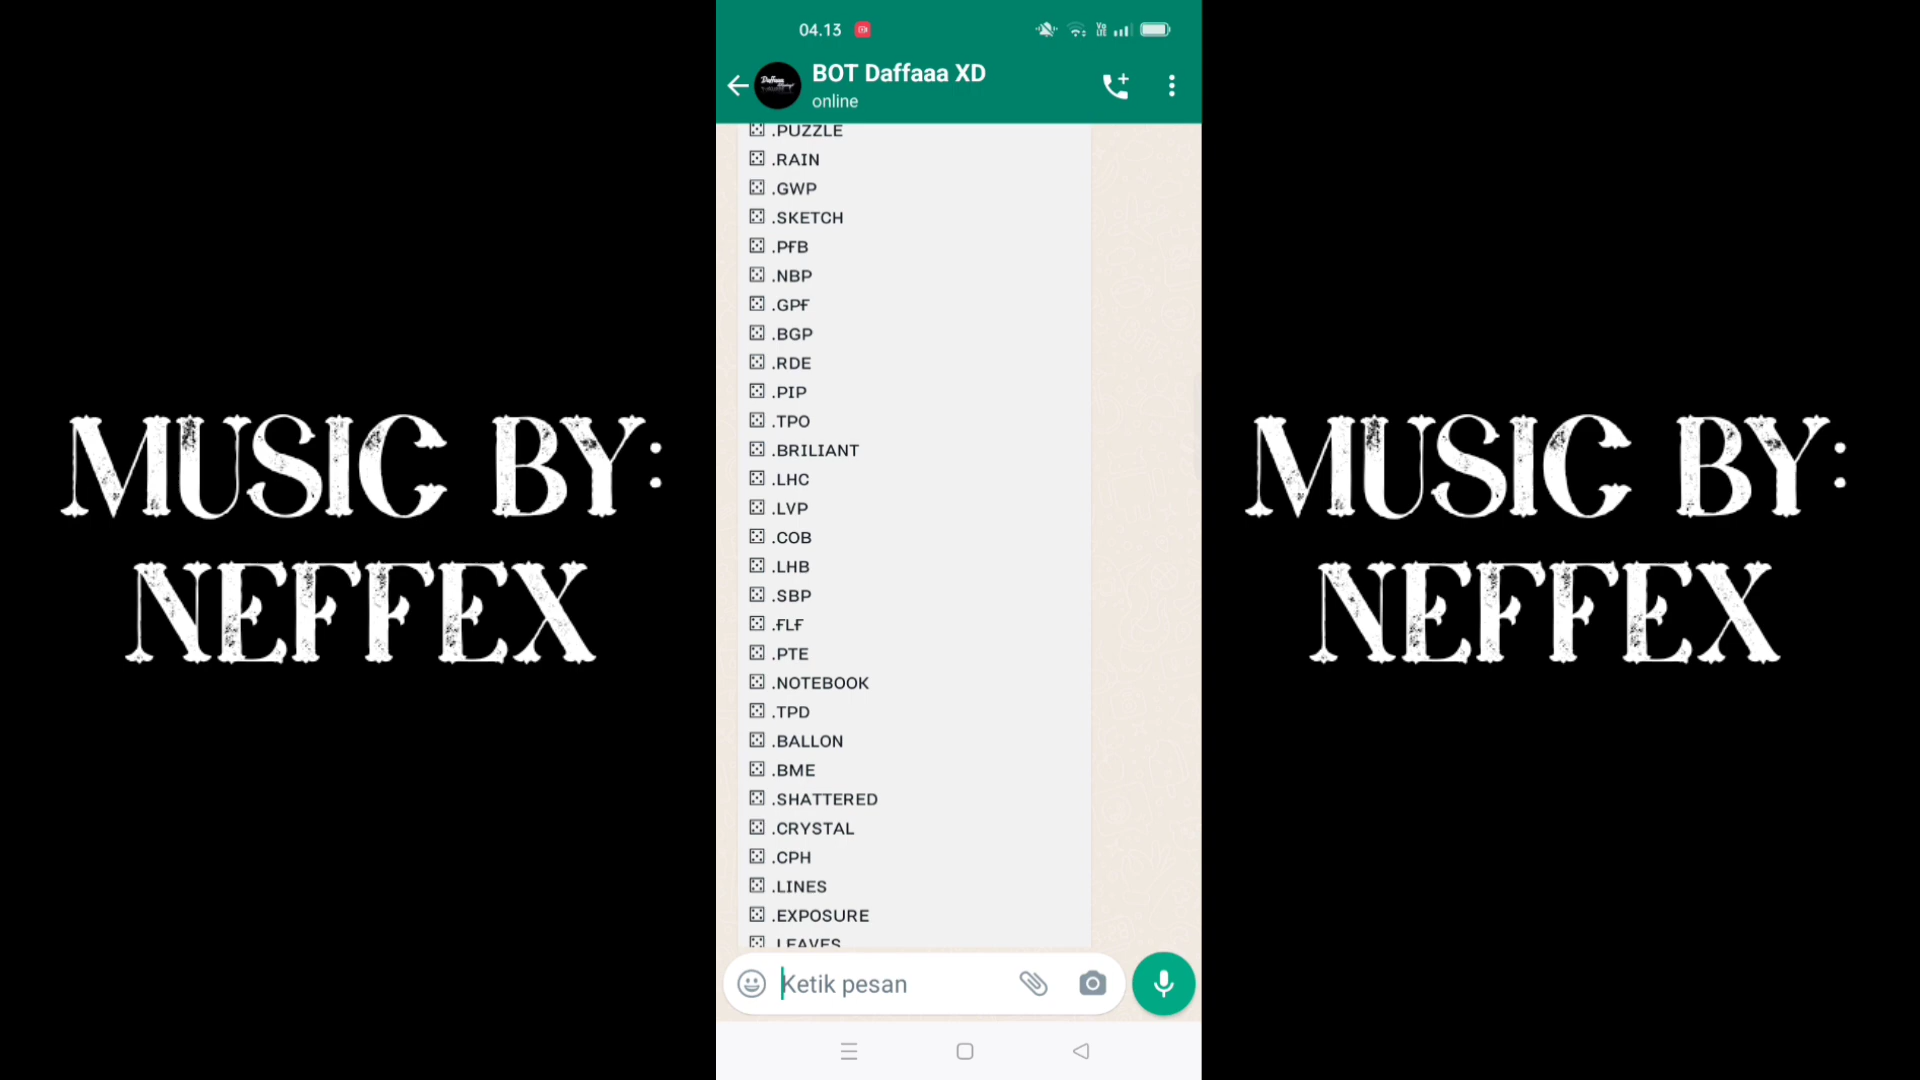 MUSIC BY:
NEFFEX
04.13
BOT Daffaaa XD
online
.PUZZLE
.RAIN
.GWP
.SKETCH
.PFB
.NBP
.GPF
.BGP
.RDE
.PIP
.TPO
.BRILIANT
.LHC
.LVP
.COB
.LHB
.SBP
.FLF
.PTE
.NOTEBOOK
.TPD
.BALLON
.BME
.SHATTERED
.CRYSTAL
.CPH
.LINES
.EXPOSURE
.LEAVES
Ketik pesan
MUSIC BY:
NEFFEX